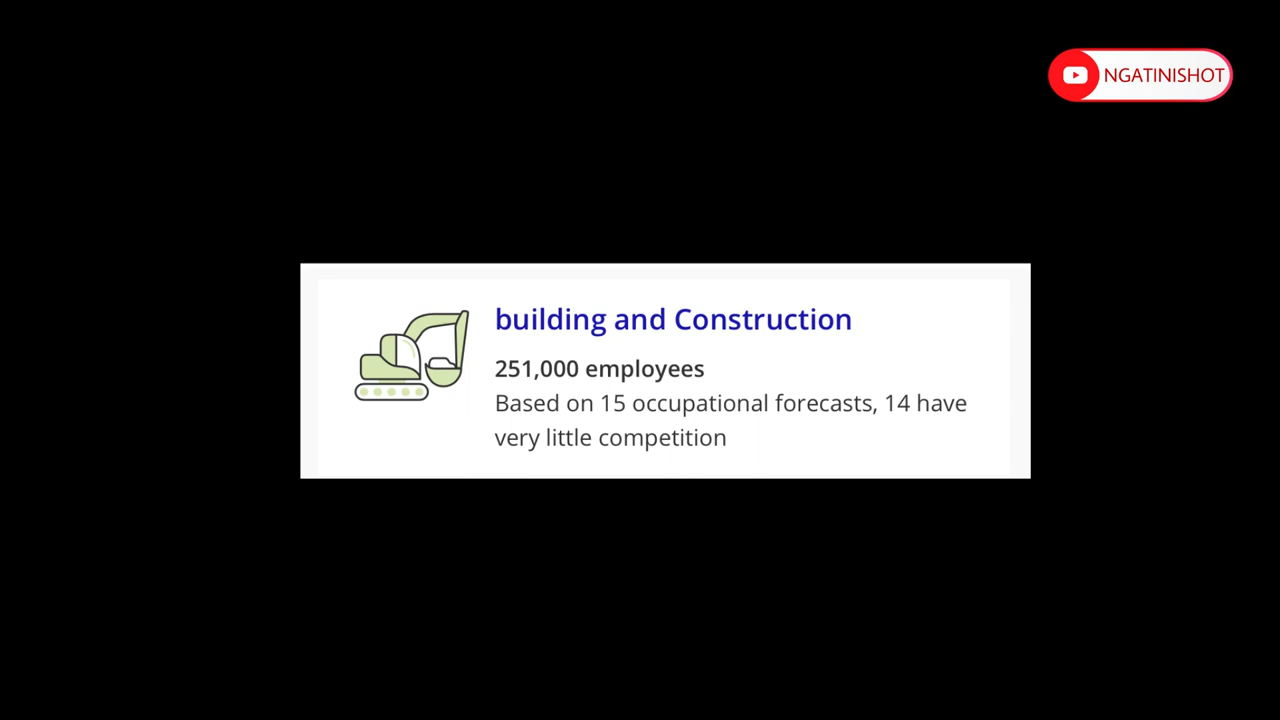 NGATINISHOT
building and Construction
251,000 employees
Based on 15 occupational forecasts, 14 have
very little competition